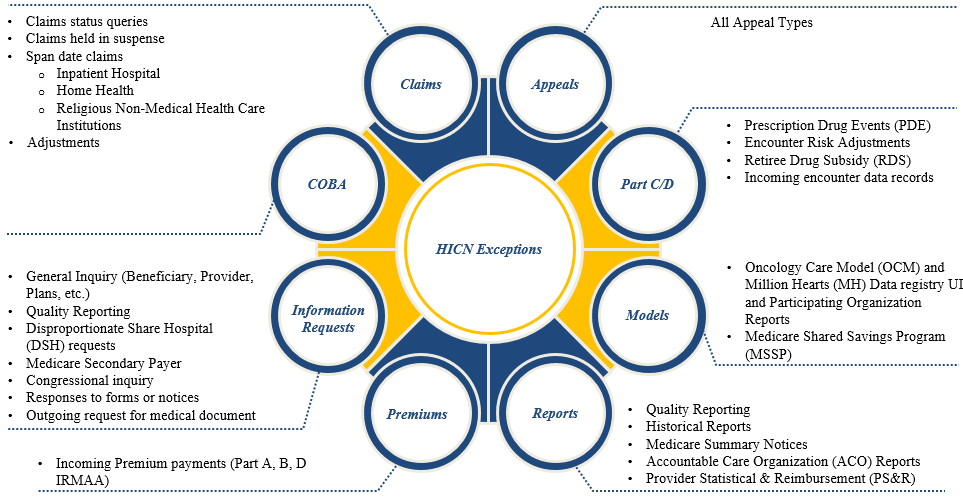 • Claims status queries
• Claims held in suspense
• Span date claims
o Inpatient Hospital
o Home Health
o Religious Non-Medical Health Care
Institutions
• Adjustments
Claims
Appeals
All Appeal Types
COBA
Part C/D
• Prescription Drug Events (PDE)
• Encounter Risk Adjustments
• Retiree Drug Subsidy (RDS)
• Incoming encounter data records
HICN Exceptions
• General Inquiry (Beneficiary, Provider,
Plans, etc.)
• Quality Reporting
• Disproportionate Share Hospital
(DSH) requests
• Medicare Secondary Payer
• Congressional inquiry
• Responses to forms or notices
• Outgoing request for medical document
Information
Requests
Models
• Oncology Care Model (OCM) and
Million Hearts (MH) Data registry UI
and Participating Organization
Reports
• Medicare Shared Savings Program
(MSSP)
Premiums
Reports
• Incoming Premium payments (Part A, B, D
IRMAA)
• Quality Reporting
• Historical Reports
• Medicare Summary Notices
• Accountable Care Organization (ACO) Reports
• Provider Statistical & Reimbursement (PS&R)